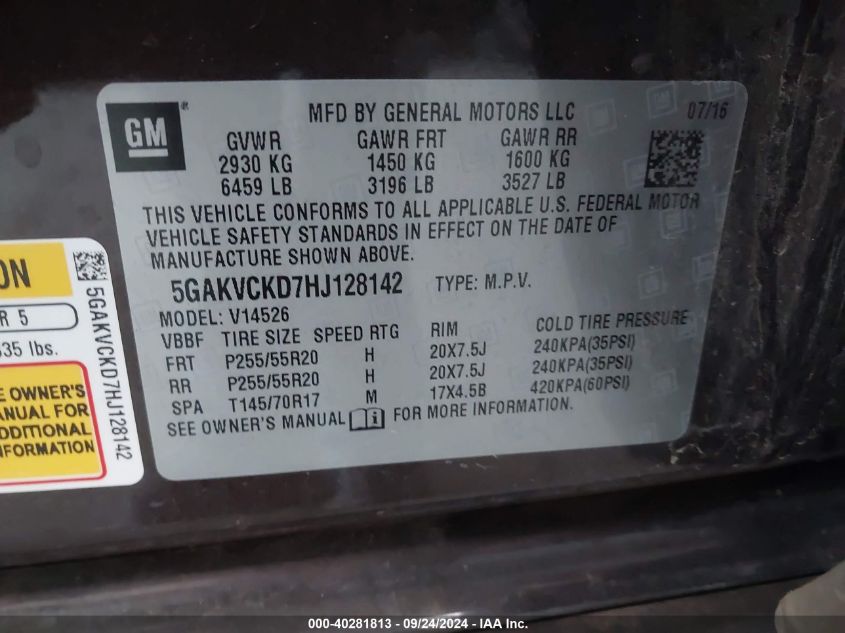 GM ®
MFD BY GENERAL MOTORS LLC 07/16
GVWR GAWR FRT GAWR RR
2930 KG 1450 KG 1600 KG
6459 LB 3196 LB 3527 LB
THIS VEHICLE CONFORMS TO ALL APPLICABLE U.S. FEDERAL MOTOR
VEHICLE SAFETY STANDARDS IN EFFECT ON THE DATE OF
MANUFACTURE SHOWN ABOVE.
5GAKVCKD7HJ128142 TYPE: M.P.V.
MODEL: V14526
VBBF TIRE SIZE SPEED RTG RIM COLD TIRE PRESSURE
FRT P255/55R20 H 20X7.5J 240KPA(35PSI)
RR P255/55R20 H 20X7.5J 240KPA(35PSI)
SPA T145/70R17 M 17X4.5B 420KPA(60PSI)
SEE OWNER'S MANUAL FOR MORE INFORMATION.
ON
R 5
lbs.
E OWNER'S
MANUAL FOR
DDITIONAL
NFORMATION
5GAKVCKD7HJ128142
000-40281813 - 09/24/2024 - IAA Inc.